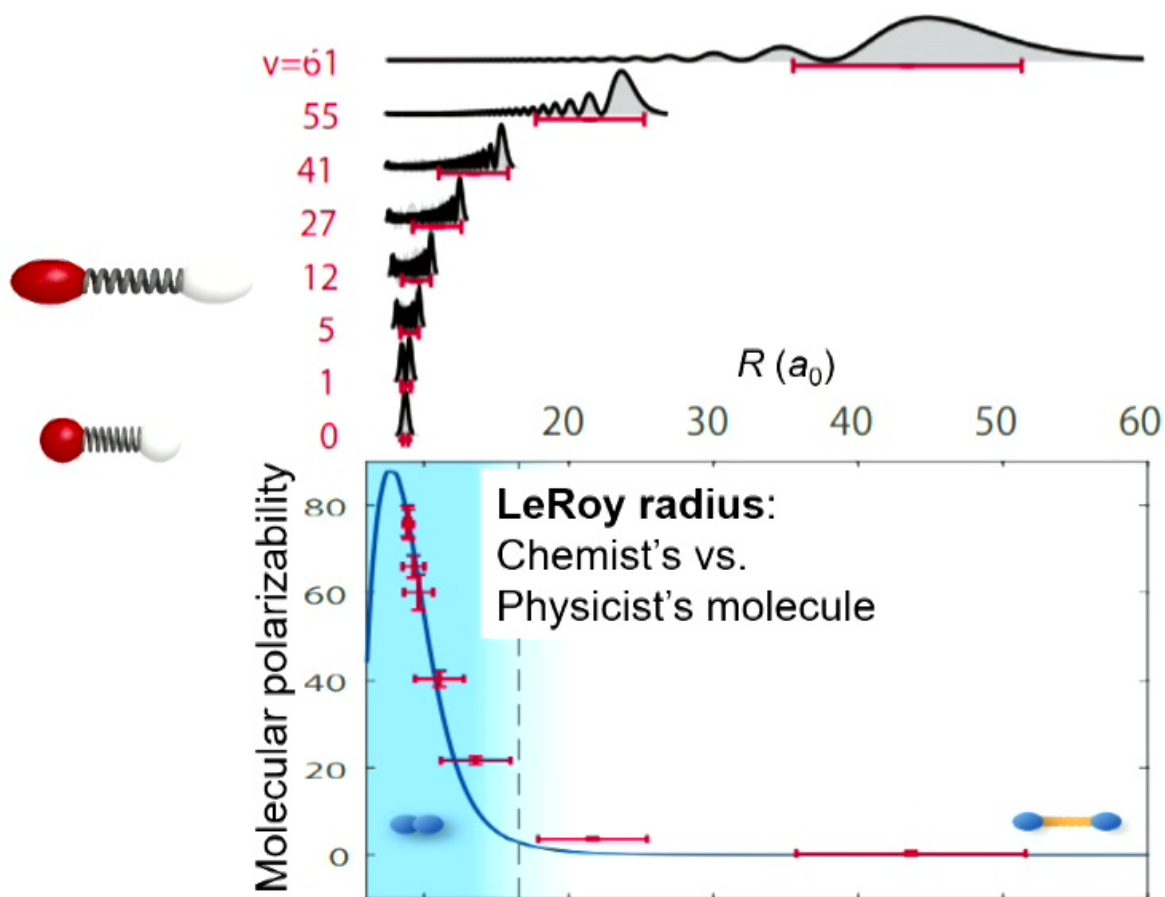 v=61
55
41
27
12
5
1
0
R (a₀)
20 30 40 50 60
Molecular polarizability
80
60
40
20
0
LeRoy radius:
Chemist's vs.
Physicist's molecule